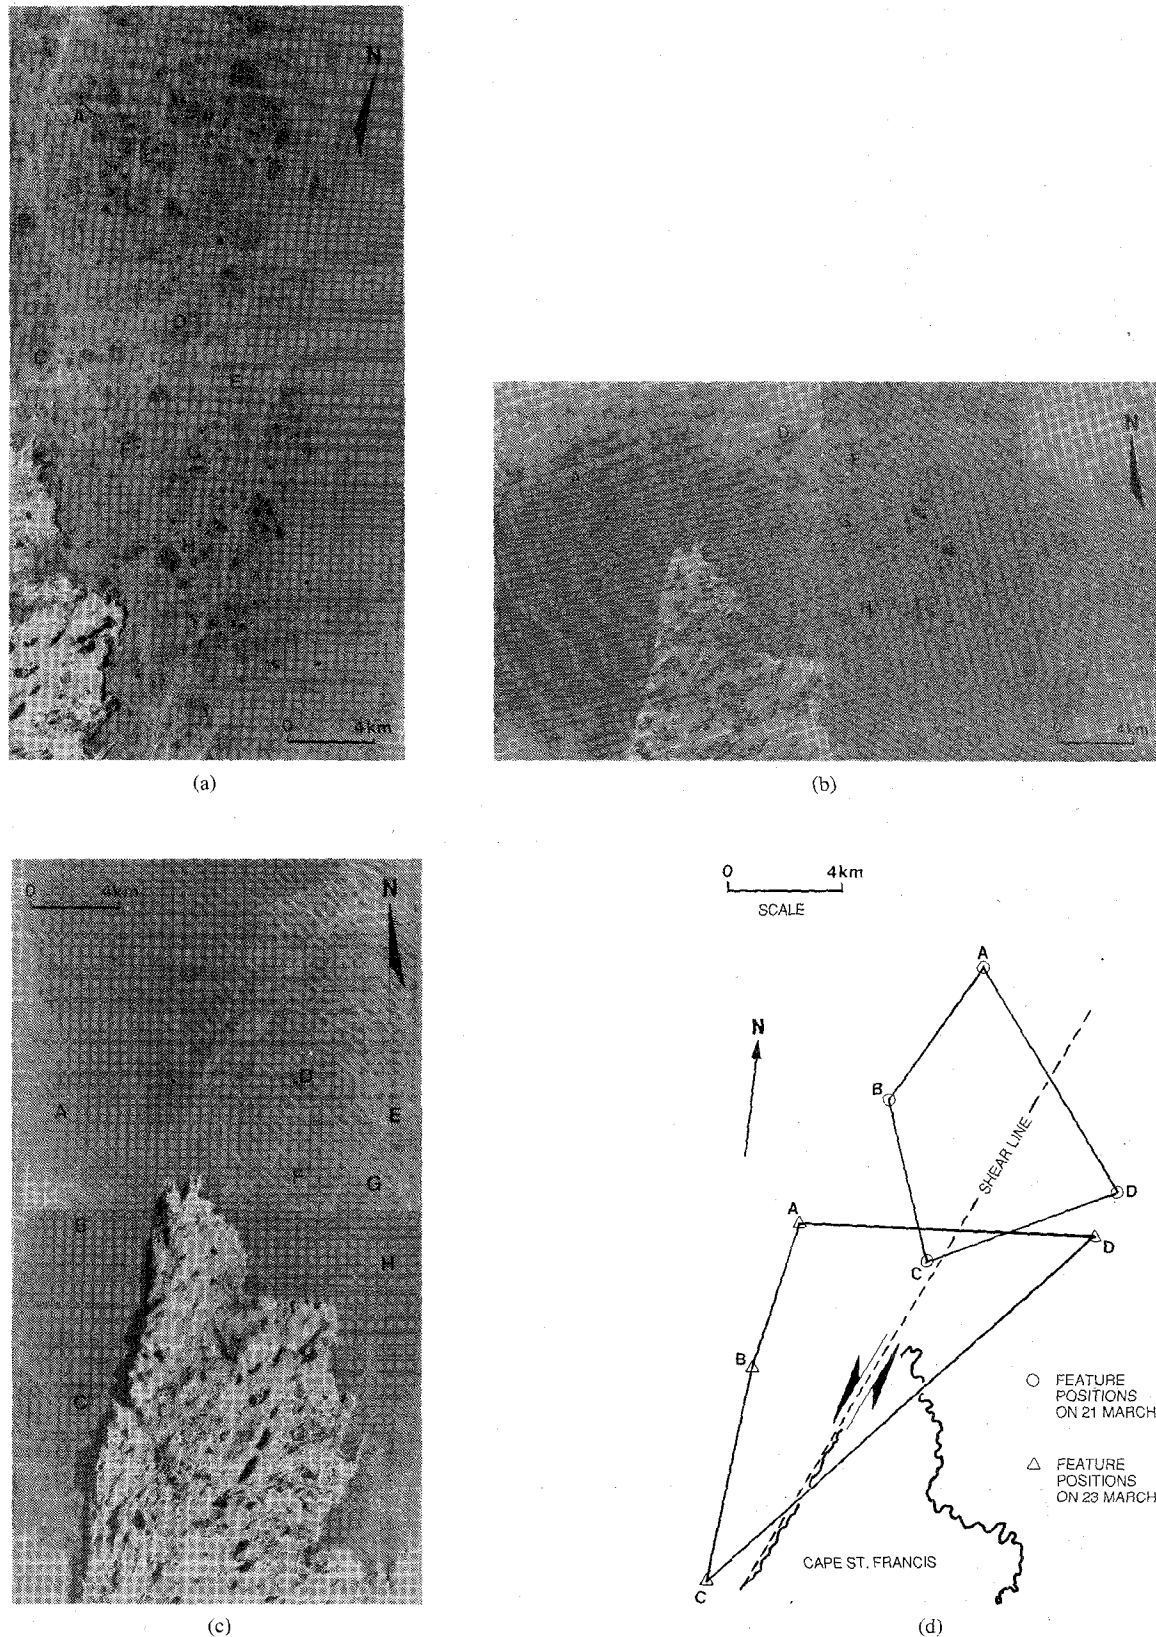 N
A
B
C
D
E
F
G
H
0 4km
(a)
D
N
F
H
4km
(b)
0 4km
N
D
A
E
F
G
B
H
C
(c)
0 4km
SCALE
A
N
B
SHEAR LINE
D
A
C
D
B
FEATURE
POSITIONS
ON 21 MARCH
FEATURE
POSITIONS
ON 23 MARCH
CAPE ST. FRANCIS
C
(d)